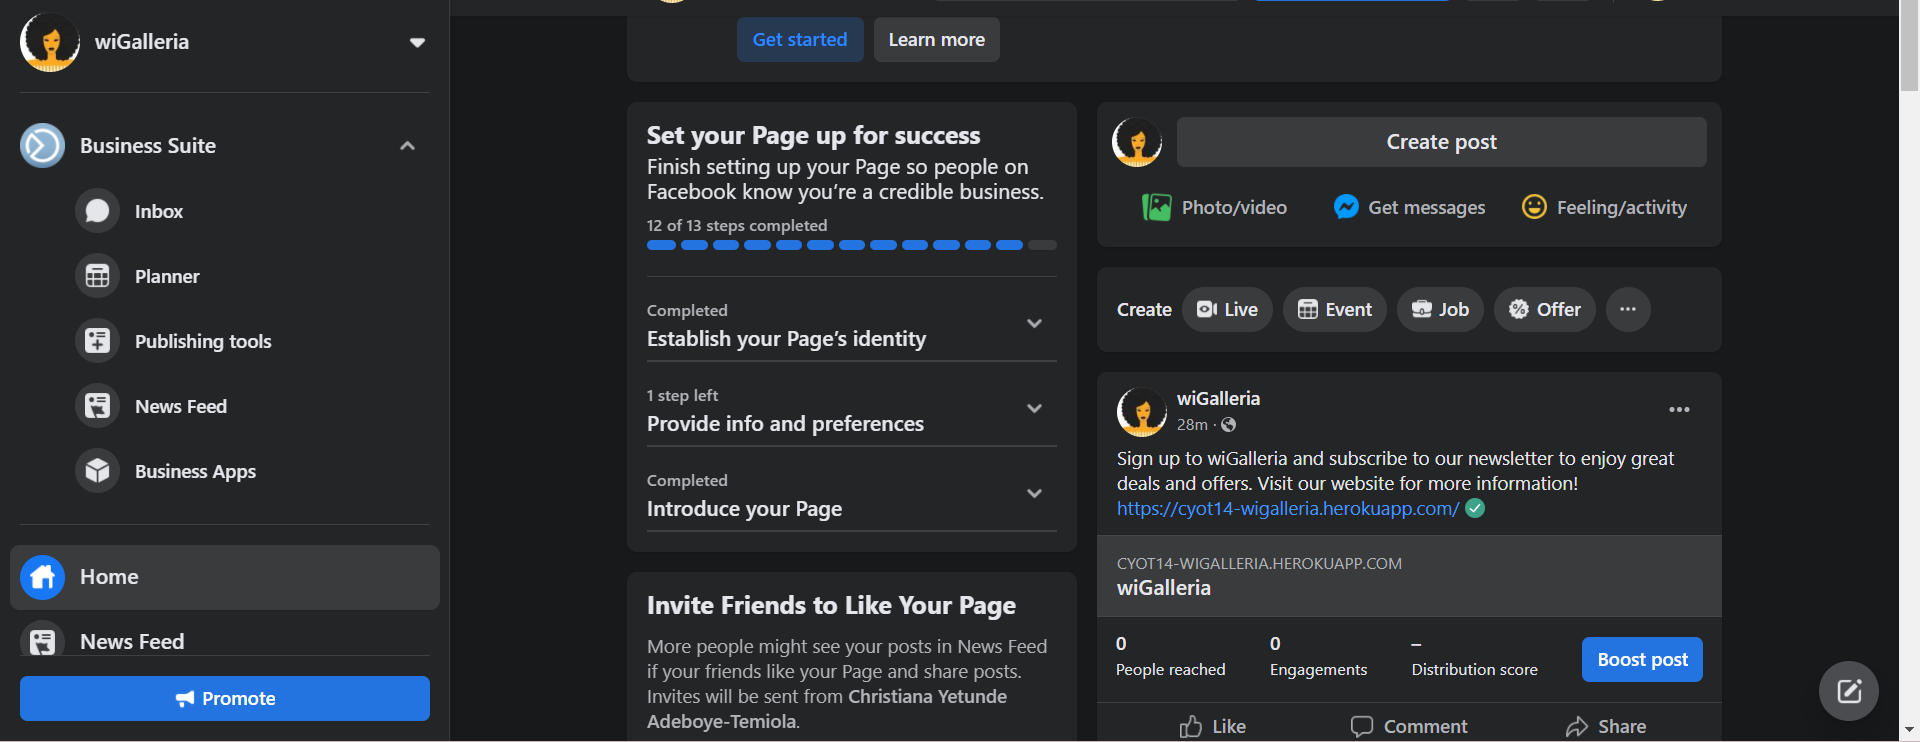 wiGalleria
Business Suite
Inbox
Planner
Publishing tools
News Feed
Business Apps
Home
News Feed
Promote
Get started
Learn more
Set your Page up for success
Finish setting up your Page so people on
Facebook know you’re a credible business.
12 of 13 steps completed
Completed
Establish your Page’s identity
1 step left
Provide info and preferences
Completed
Introduce your Page
Invite Friends to Like Your Page
More people might see your posts in News Feed
if your friends like your Page and share posts.
Invites will be sent from Christiana Yetunde
Adeboye-Temiola.
Create post
Photo/video
Get messages
Feeling/activity
Create
Live
Event
Job
Offer
wiGalleria
28m ·
Sign up to wiGalleria and subscribe to our newsletter to enjoy great
deals and offers. Visit our website for more information!
https://cyot14-wigalleria.herokuapp.com/
CYOT14-WIGALLERIA.HEROKUAPP.COM
wiGalleria
0
People reached
0
Engagements
–
Distribution score
Boost post
Like
Comment
Share